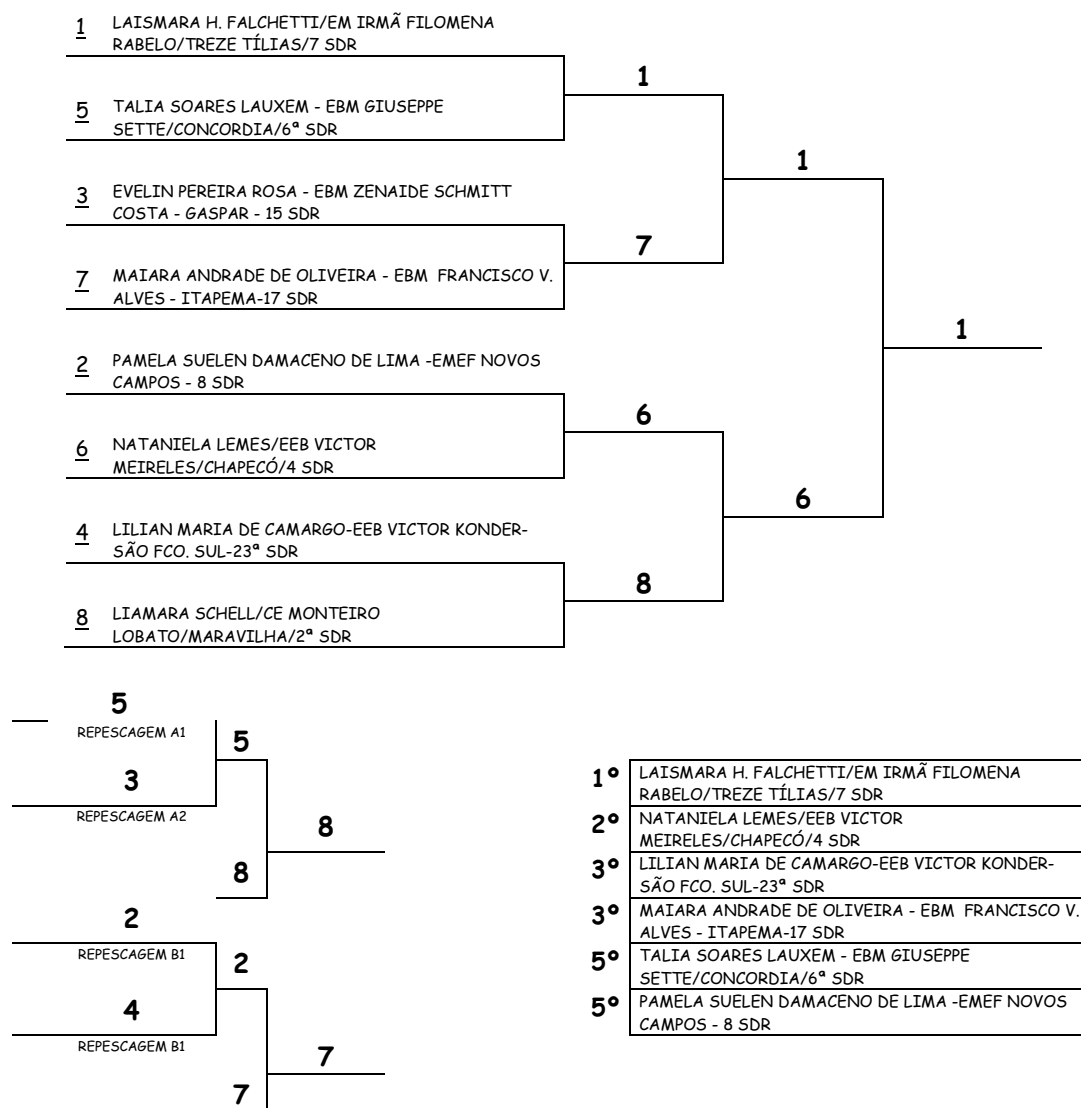 1 LAISMARA H. FALCHETTI/EM IRMÃ FILOMENA
RABELO/TREZE TÍLIAS/7 SDR
1
5 TALIA SOARES LAUXEM - EBM GIUSEPPE
SETTE/CONCORDIA/6ª SDR
1
3 EVELIN PEREIRA ROSA - EBM ZENAIDE SCHMITT
COSTA - GASPAR - 15 SDR
7
7 MAIARA ANDRADE DE OLIVEIRA - EBM FRANCISCO V.
ALVES - ITAPEMA-17 SDR
1
2 PAMELA SUELEN DAMACENO DE LIMA -EMEF NOVOS
CAMPOS - 8 SDR
6
6 NATANIELA LEMES/EEB VICTOR
MEIRELES/CHAPECÓ/4 SDR
6
4 LILIAN MARIA DE CAMARGO-EEB VICTOR KONDER-
SÃO FCO. SUL-23ª SDR
8
8 LIAMARA SCHELL/CE MONTEIRO
LOBATO/MARAVILHA/2ª SDR
5
REPESCAGEM A1
5
3
REPESCAGEM A2
8
8
2
REPESCAGEM B1
2
4
REPESCAGEM B1
7
7
1º LAISMARA H. FALCHETTI/EM IRMÃ FILOMENA
RABELO/TREZE TÍLIAS/7 SDR
2º NATANIELA LEMES/EEB VICTOR
MEIRELES/CHAPECÓ/4 SDR
3º LILIAN MARIA DE CAMARGO-EEB VICTOR KONDER-
SÃO FCO. SUL-23ª SDR
3º MAIARA ANDRADE DE OLIVEIRA - EBM FRANCISCO V.
ALVES - ITAPEMA-17 SDR
5º TALIA SOARES LAUXEM - EBM GIUSEPPE
SETTE/CONCORDIA/6ª SDR
5º PAMELA SUELEN DAMACENO DE LIMA -EMEF NOVOS
CAMPOS - 8 SDR